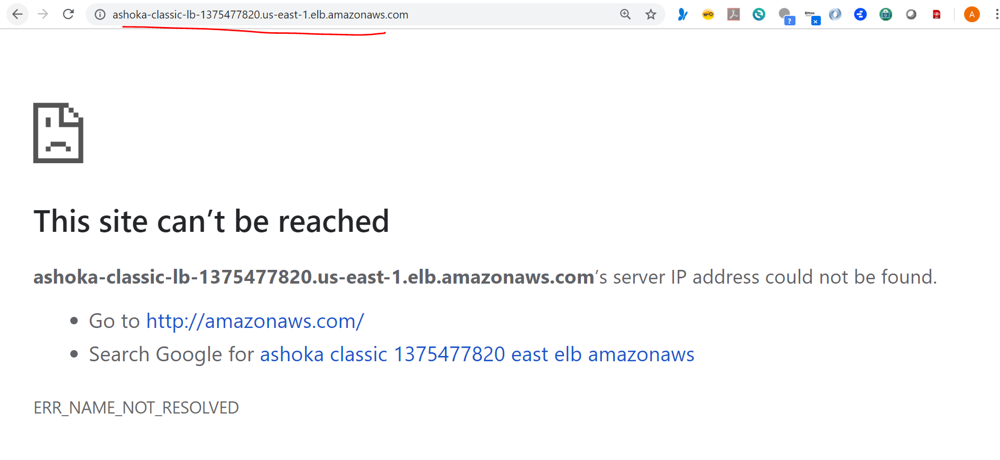 ashoka-classic-lb-1375477820.us-east-1.elb.amazonaws.com
?
Bittrex
x
A
This site can’t be reached
ashoka-classic-lb-1375477820.us-east-1.elb.amazonaws.com’s server IP address could not be found.
Go to http://amazonaws.com/
Search Google for ashoka classic 1375477820 east elb amazonaws
ERR_NAME_NOT_RESOLVED